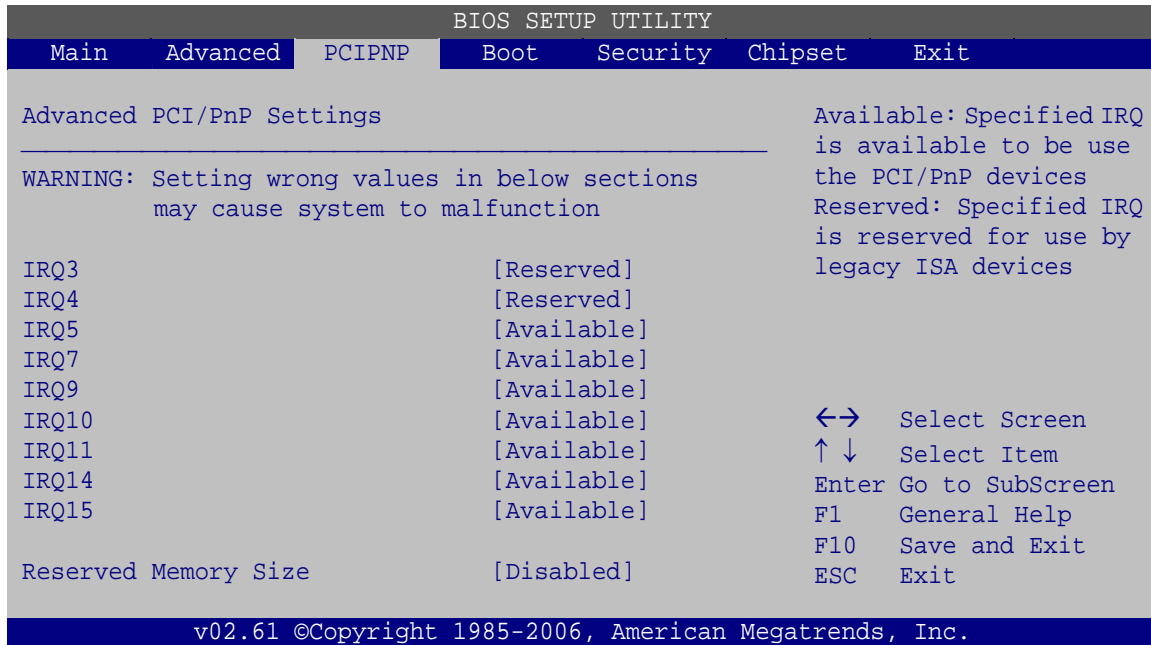 BIOS SETUP UTILITY
Main Advanced PCIPNP Boot Security Chipset Exit
Advanced PCI/PnP Settings
WARNING: Setting wrong values in below sections
may cause system to malfunction
IRQ3 [Reserved]
IRQ4 [Reserved]
IRQ5 [Available]
IRQ7 [Available]
IRQ9 [Available]
IRQ10 [Available]
IRQ11 [Available]
IRQ14 [Available]
IRQ15 [Available]
Reserved Memory Size [Disabled]
Available: Specified IRQ
is available to be use
the PCI/PnP devices
Reserved: Specified IRQ
is reserved for use by
legacy ISA devices
←→ Select Screen
↑ ↓ Select Item
Enter Go to SubScreen
F1 General Help
F10 Save and Exit
ESC Exit
v02.61 ©Copyright 1985-2006, American Megatrends, Inc.